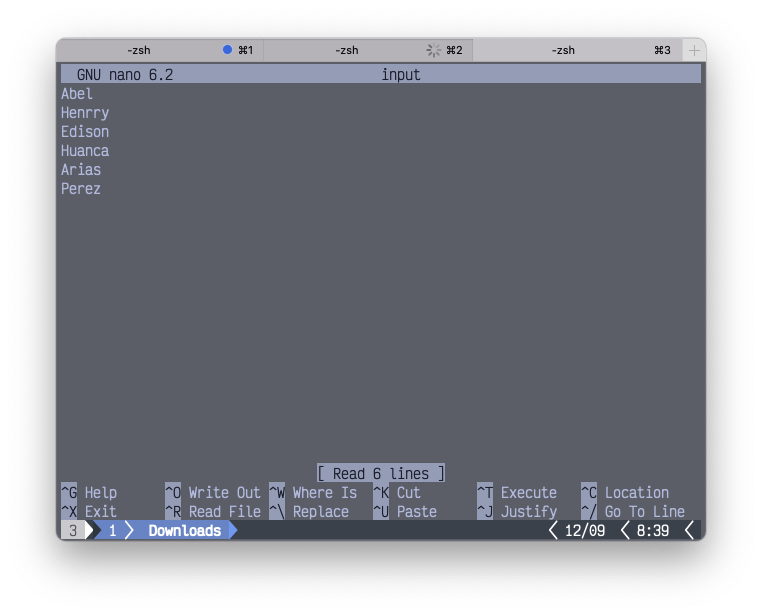 -zsh ⌘1 -zsh ⌘2 -zsh ⌘3 +
GNU nano 6.2 input
Abel
Henrry
Edison
Huanca
Arias
Perez
[ Read 6 lines ]
^G Help ^O Write Out ^W Where Is ^K Cut ^T Execute ^C Location
^X Exit ^R Read File ^\ Replace ^U Paste ^J Justify ^/ Go To Line
3 1 Downloads 12/09 8:39